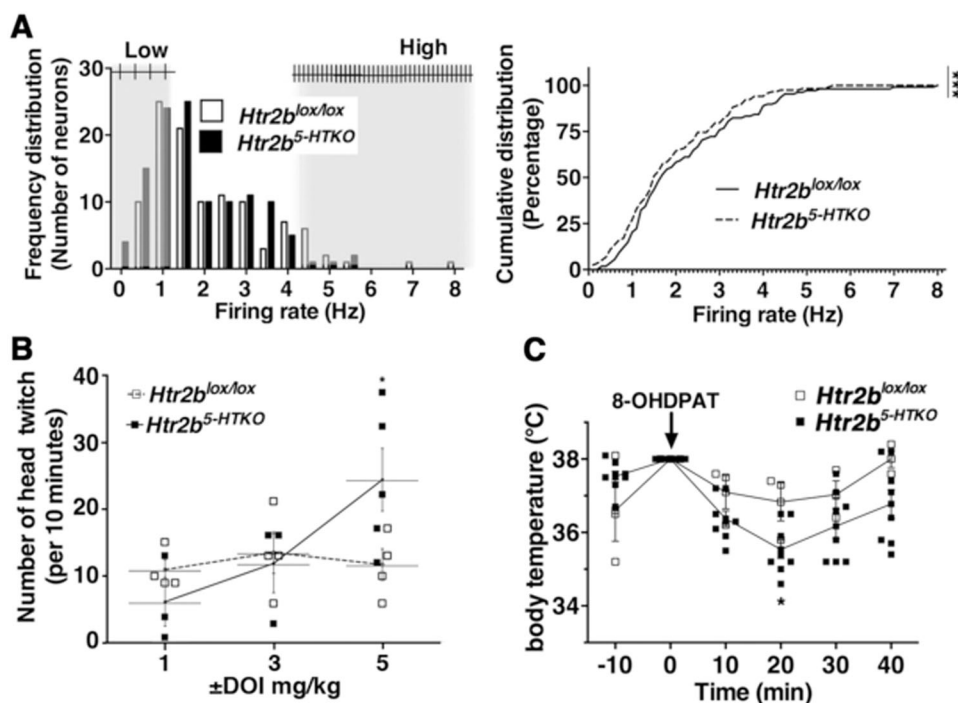 A
Low
High
Frequency distribution
(Number of neurons)
30
20
10
0
Htr2b lox/lox
Htr2b 5-HTKO
0 1 2 3 4 5 6 7 8
Firing rate (Hz)
Cumulative distribution
(Percentage)
100
75
50
25
0
***
Htr2b lox/lox
Htr2b 5-HTKO
0 1 2 3 4 5 6 7 8
Firing rate (Hz)
B
Number of head twitch
(per 10 minutes)
40
30
20
10
0
Htr2b lox/lox
Htr2b 5-HTKO
*
1 3 5
±DOI mg/kg
C
body temperature (°C)
38
36
34
8-OHDPAT
Htr2b lox/lox
Htr2b 5-HTKO
*
-10 0 10 20 30 40
Time (min)